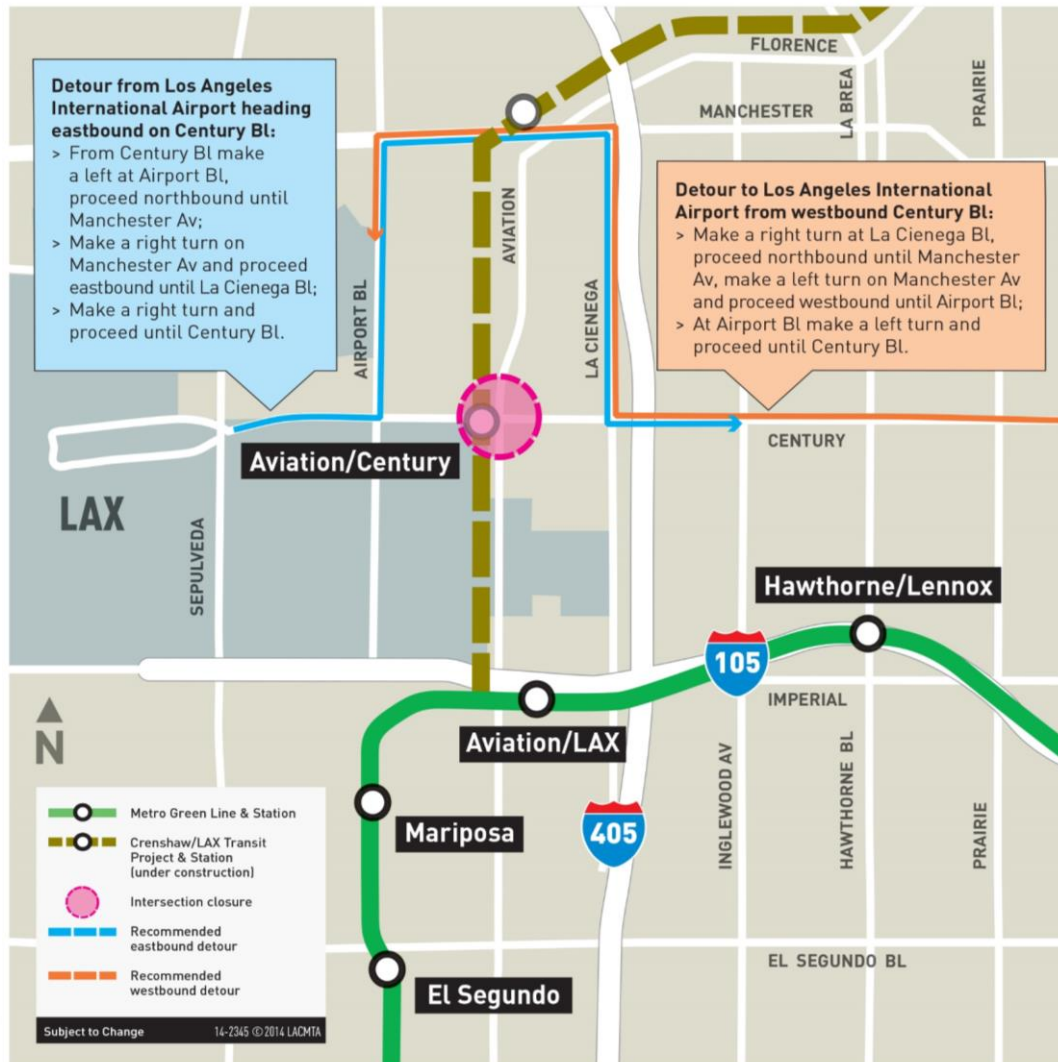 FLORENCE
MANCHESTER
LA BREA
PRAIRIE
Detour from Los Angeles
International Airport heading
eastbound on Century Bl:
> From Century Bl make
a left at Airport Bl,
proceed northbound until
Manchester Av;
> Make a right turn on
Manchester Av and proceed
eastbound until La Cienega Bl;
> Make a right turn and
proceed until Century Bl.
Detour to Los Angeles International
Airport from westbound Century Bl:
> Make a right turn at La Cienega Bl,
proceed northbound until Manchester
Av, make a left turn on Manchester Av
and proceed westbound until Airport Bl;
> At Airport Bl make a left turn and
proceed until Century Bl.
AVIATION
AIRPORT BL
LA CIENEGA
CENTURY
Aviation/Century
LAX
SEPULVEDA
Hawthorne/Lennox
105
IMPERIAL
N
Aviation/LAX
Mariposa
405
INGLEWOOD AV
HAWTHORNE BL
PRAIRIE
EL SEGUNDO BL
El Segundo
Metro Green Line & Station
Crenshaw/LAX Transit
Project & Station
(under construction)
Intersection closure
Recommended
eastbound detour
Recommended
westbound detour
Subject to Change
14-2345 ©2014 LACMTA